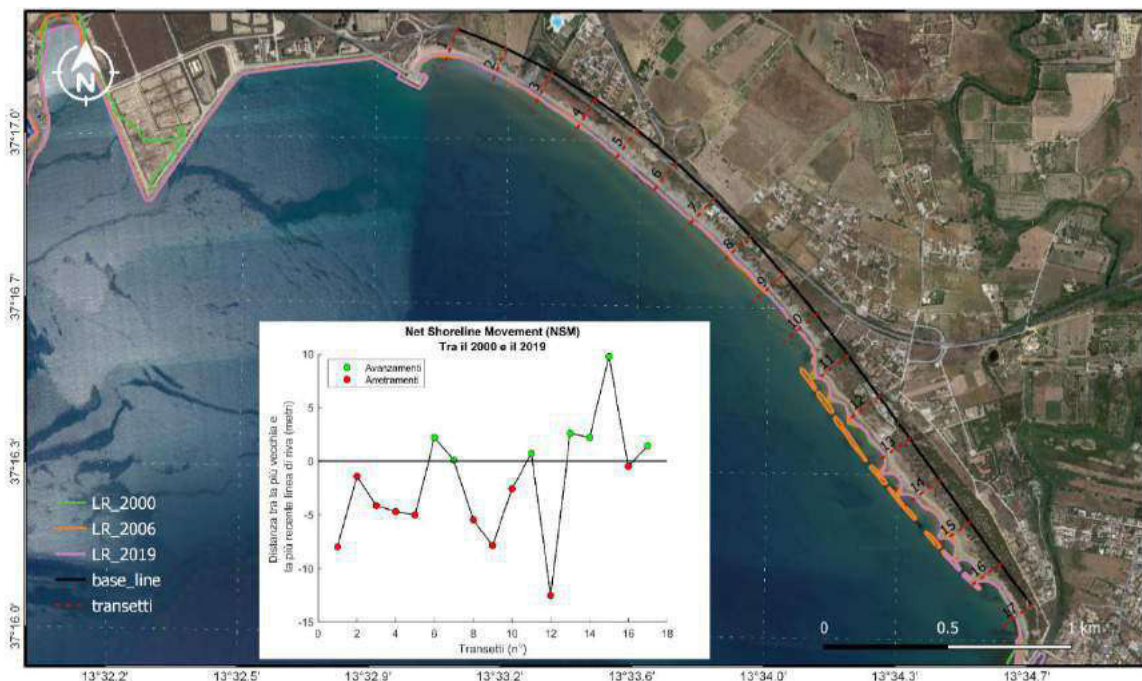 N
37°17.0'
37°16.7'
37°16.3'
37°16.0'
2
3
4
5
6
7
8
9
10
11
12
13
14
15
16
17
LR_2000
LR_2006
LR_2019
base_line
transetti
Net Shoreline Movement (NSM)
Tra il 2000 e il 2019
Avanzamenti
Arretramenti
Distanza tra la più vecchia e
la più recente linea di riva (metri)
10
5
0
-5
-10
-15
0 2 4 6 8 10 12 14 16 18
Transetti (n°)
0 0.5 1 km
13°32.2' 13°32.5' 13°32.9' 13°33.2' 13°33.6' 13°34.0' 13°34.3' 13°34.7'